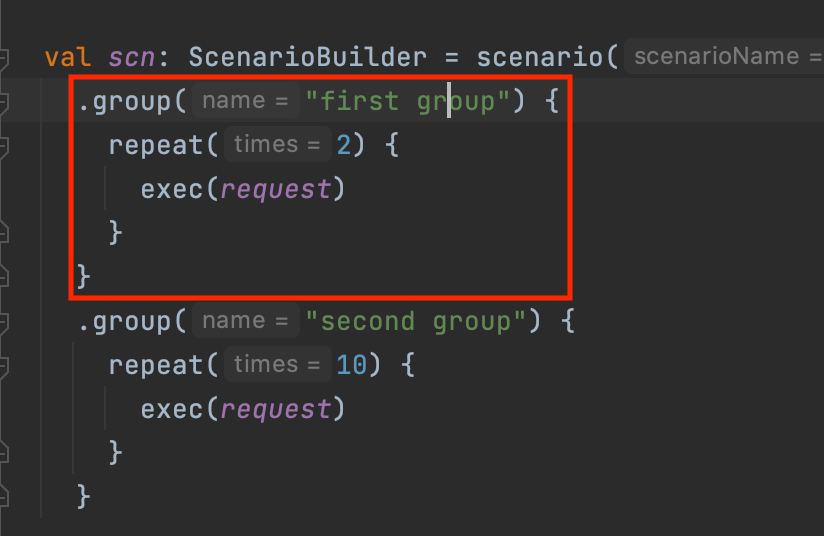 val scn: ScenarioBuilder = scenario( scenarioName =
.group( name = "first group") {
repeat( times = 2) {
exec(request)
}
}
.group( name = "second group") {
repeat( times = 10) {
exec(request)
}
}